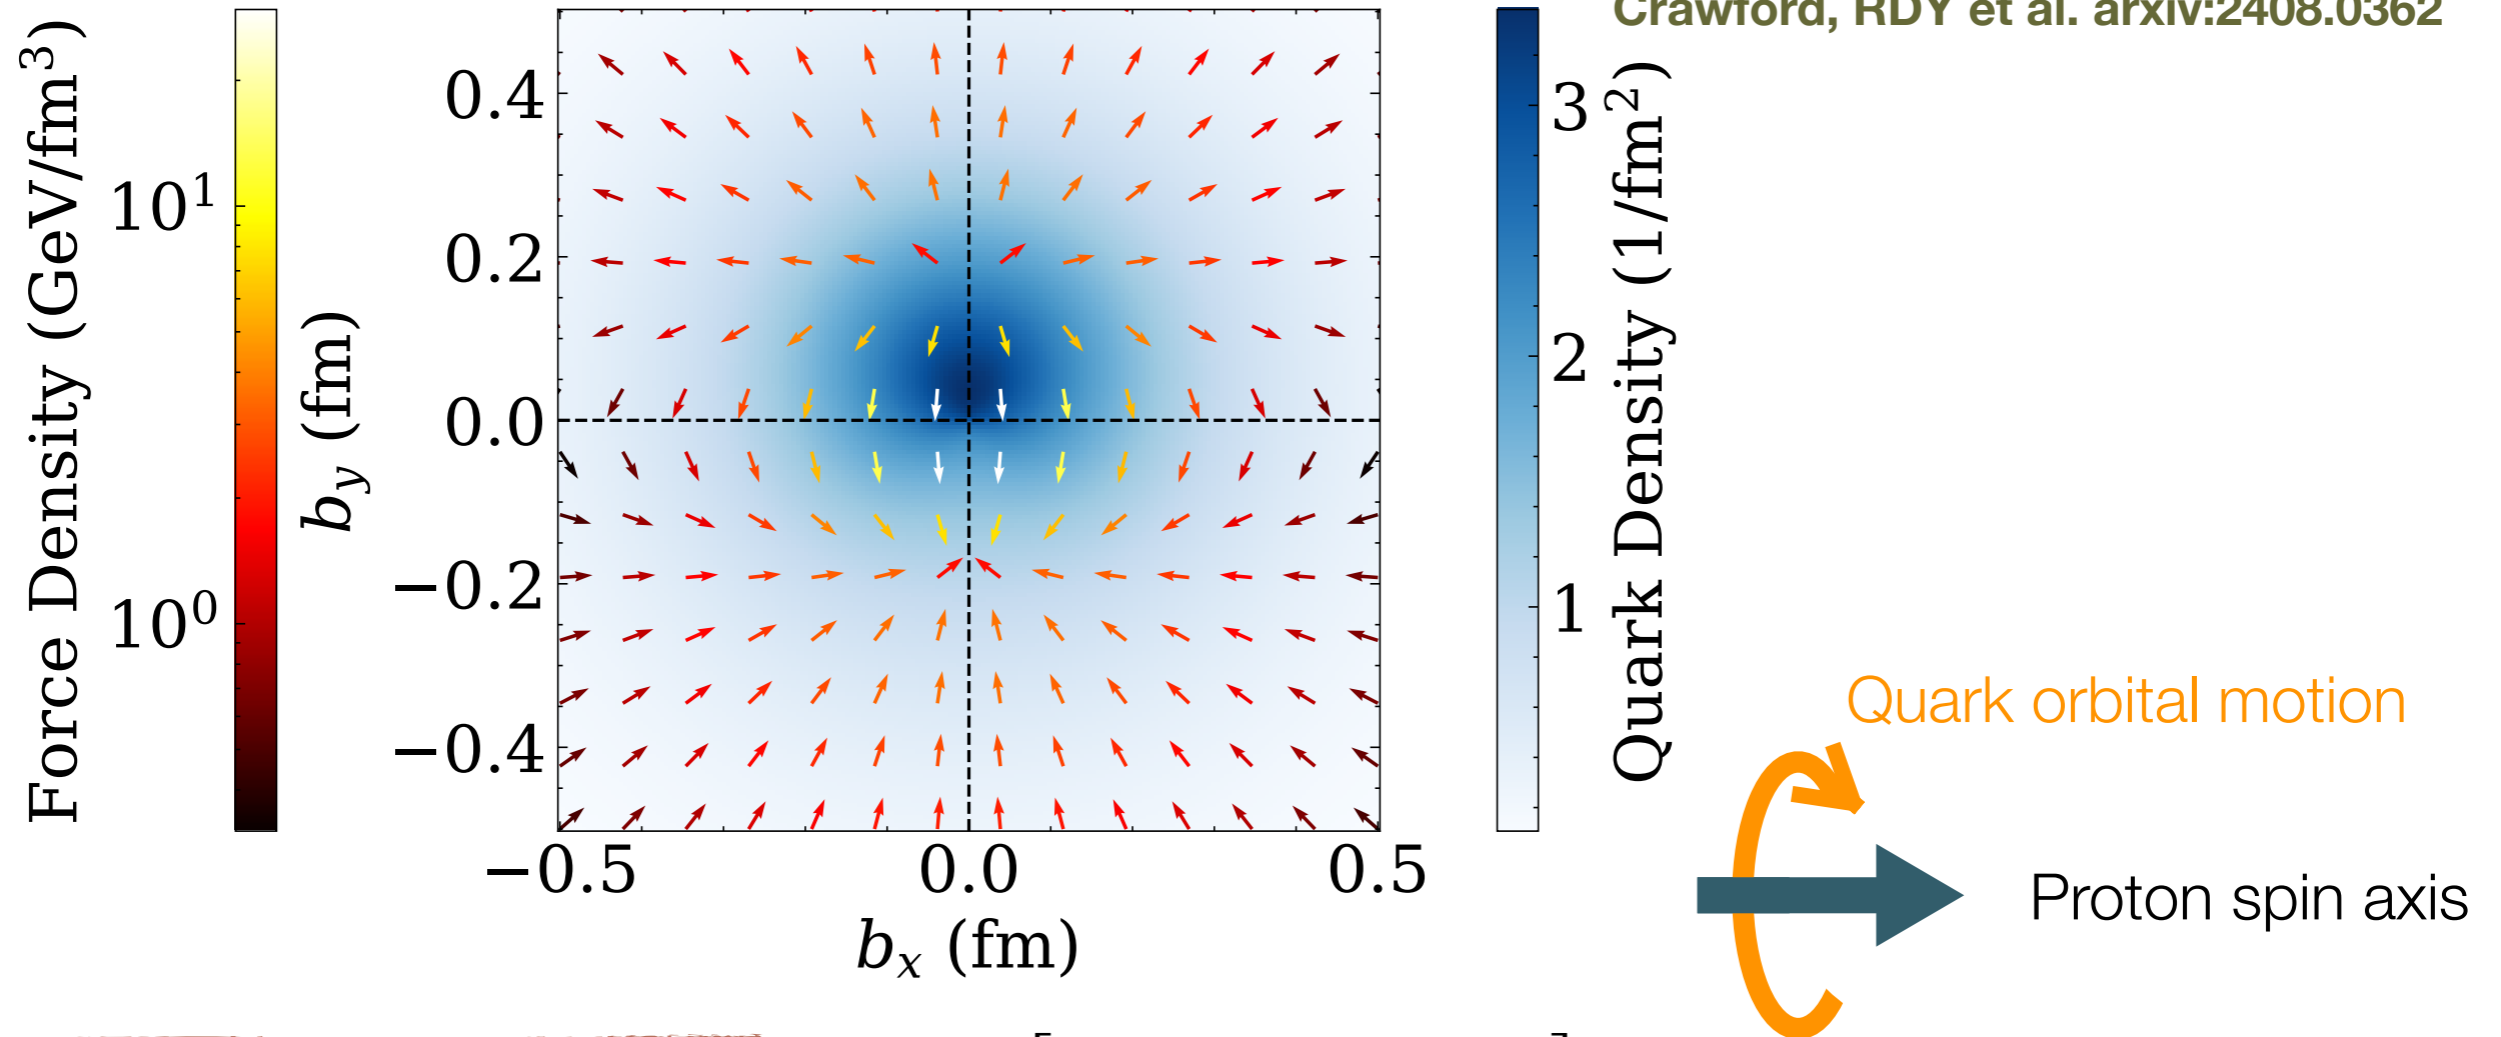 Crawford, RDY et al. arxiv:2408.0362
Force Density (GeV/fm³)
10¹
10⁰
b_y (fm)
0.4
0.2
0.0
−0.2
−0.4
−0.5
0.0
0.5
b_x (fm)
3
2
1
Quark Density (1/fm²)
Quark orbital motion
Proton spin axis